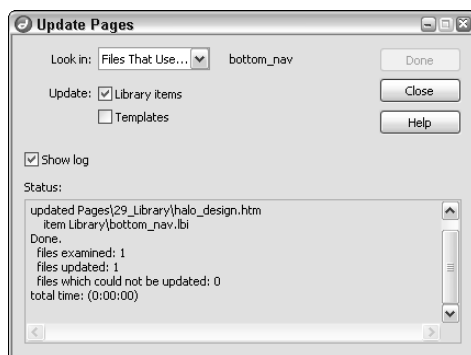 Update Pages
Look in: Files That Use... bottom_nav Done
Update: Library items Close
Templates Help
Show log
Status:
updated Pages\29_Library\halo_design.htm
item Library\bottom_nav.lbi
Done.
files examined: 1
files updated: 1
files which could not be updated: 0
total time: (0:00:00)